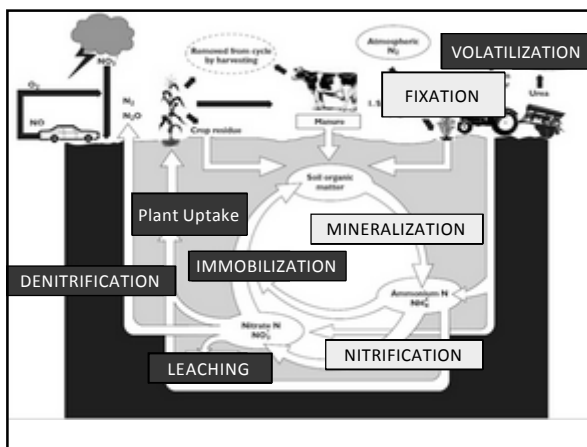 NO₃⁻
Removed from cycle
by harvesting
Atmospheric
N₂
VOLATILIZATION
O₂
N₂
N₂O
NO
FIXATION
Urea
Crop residue
Manure
Soil organic
matter
Plant Uptake
MINERALIZATION
IMMOBILIZATION
DENITRIFICATION
Ammonium N
NH₄⁺
Nitrate N
NO₃⁻
NITRIFICATION
LEACHING